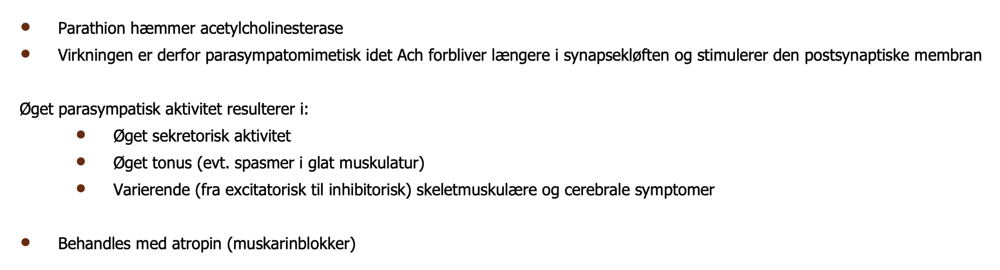 • Parathion hæmmer acetylcholinesterase
• Virkningen er derfor parasympatomimetisk idet Ach forbliver længere i synapsekløften og stimulerer den postsynaptiske membran
Øget parasympatisk aktivitet resulterer i:
• Øget sekretorisk aktivitet
• Øget tonus (evt. spasmer i glat muskulatur)
• Varierende (fra excitatorisk til inhibitorisk) skeletmuskulære og cerebrale symptomer
• Behandles med atropin (muskarinblokker)